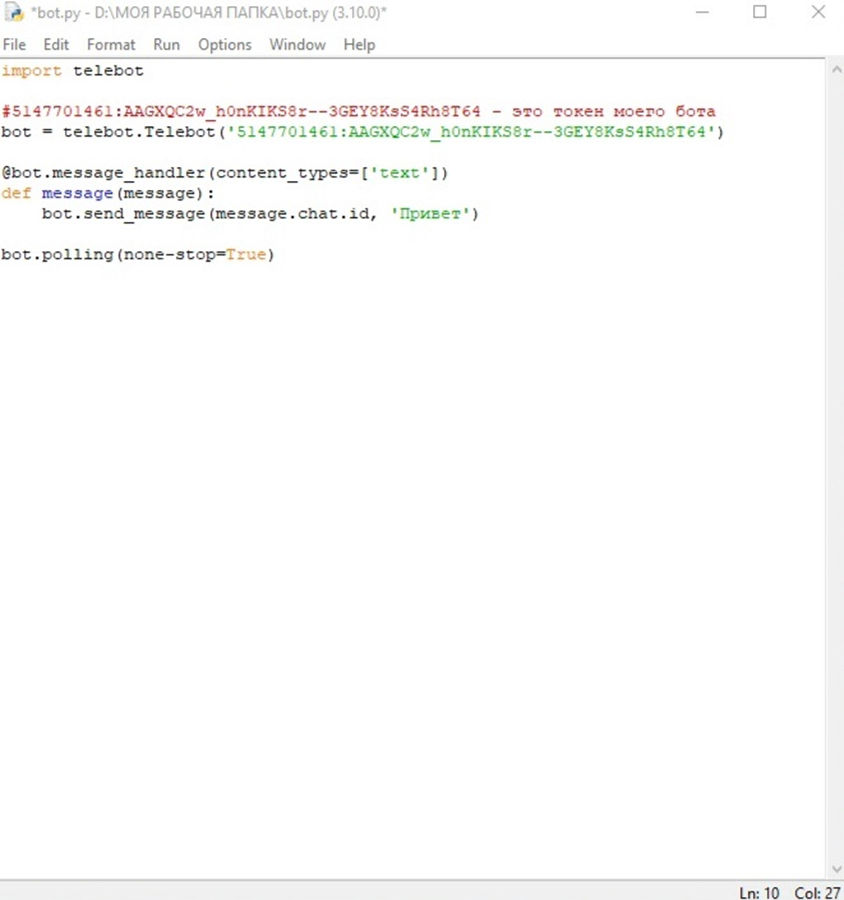 *bot.py - D:\МОЯ РАБОЧАЯ ПАПКА\bot.py (3.10.0)*
File Edit Format Run Options Window Help
import telebot
#5147701461:AAGXQC2w_h0nKIKS8r--3GEY8KsS4Rh8T64 - это токен моего бота
bot = telebot.Telebot('5147701461:AAGXQC2w_h0nKIKS8r--3GEY8KsS4Rh8T64')
@bot.message_handler(content_types=['text'])
def message(message):
    bot.send_message(message.chat.id, 'Привет')
bot.polling(none-stop=True)
Ln: 10 Col: 27